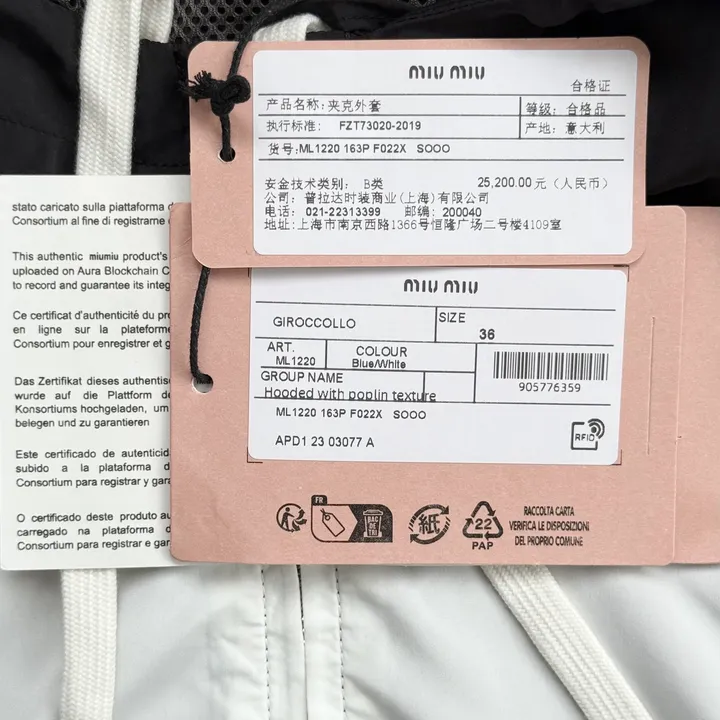 miu miu
合格证
产品名称:夹克外套
等级: 合格品
执行标准: FZT73020-2019
产地: 意大利
货号:ML1220 163P F022X SOOO
安全技术类别: B类
25,200.00元（人民币）
公司: 普拉达时装商业(上海)有限公司
电话: 021-22313399 邮编: 200040
地址:上海市南京西路1366号恒隆广场二号楼4109室
miu miu
GIROCCOLLO
SIZE
36
ART.
ML1220
COLOUR
Blue/White
GROUP NAME
Hooded with poplin texture
905776359
ML1220 163P F022X SOOO
APD1 23 03077 A
RFID
FR
BAC
DE
TRI
紙
22
PAP
RACCOLTA CARTA
VERIFICA LE DISPOSIZIONI
DEL PROPRIO COMUNE
stato caricato sulla piattaforma d
Consortium al fine di registrarne
This authentic miumiu product's
uploaded on Aura Blockchain C
to record and guarantee its integ
Ce certificat d'authenticité du pro
en ligne sur la plateforme
Consortium pour enregistrer et g
Das Zertifikat dieses authentisc
wurde auf die Plattform de
Konsortiums hochgeladen, um
belegen und zu garantieren
Este certificado de autenticida
subido a la plataforma d
Consortium para registrar y gara
O certificado deste produto au
carregado na plataforma d
Consortium para registrar e gar